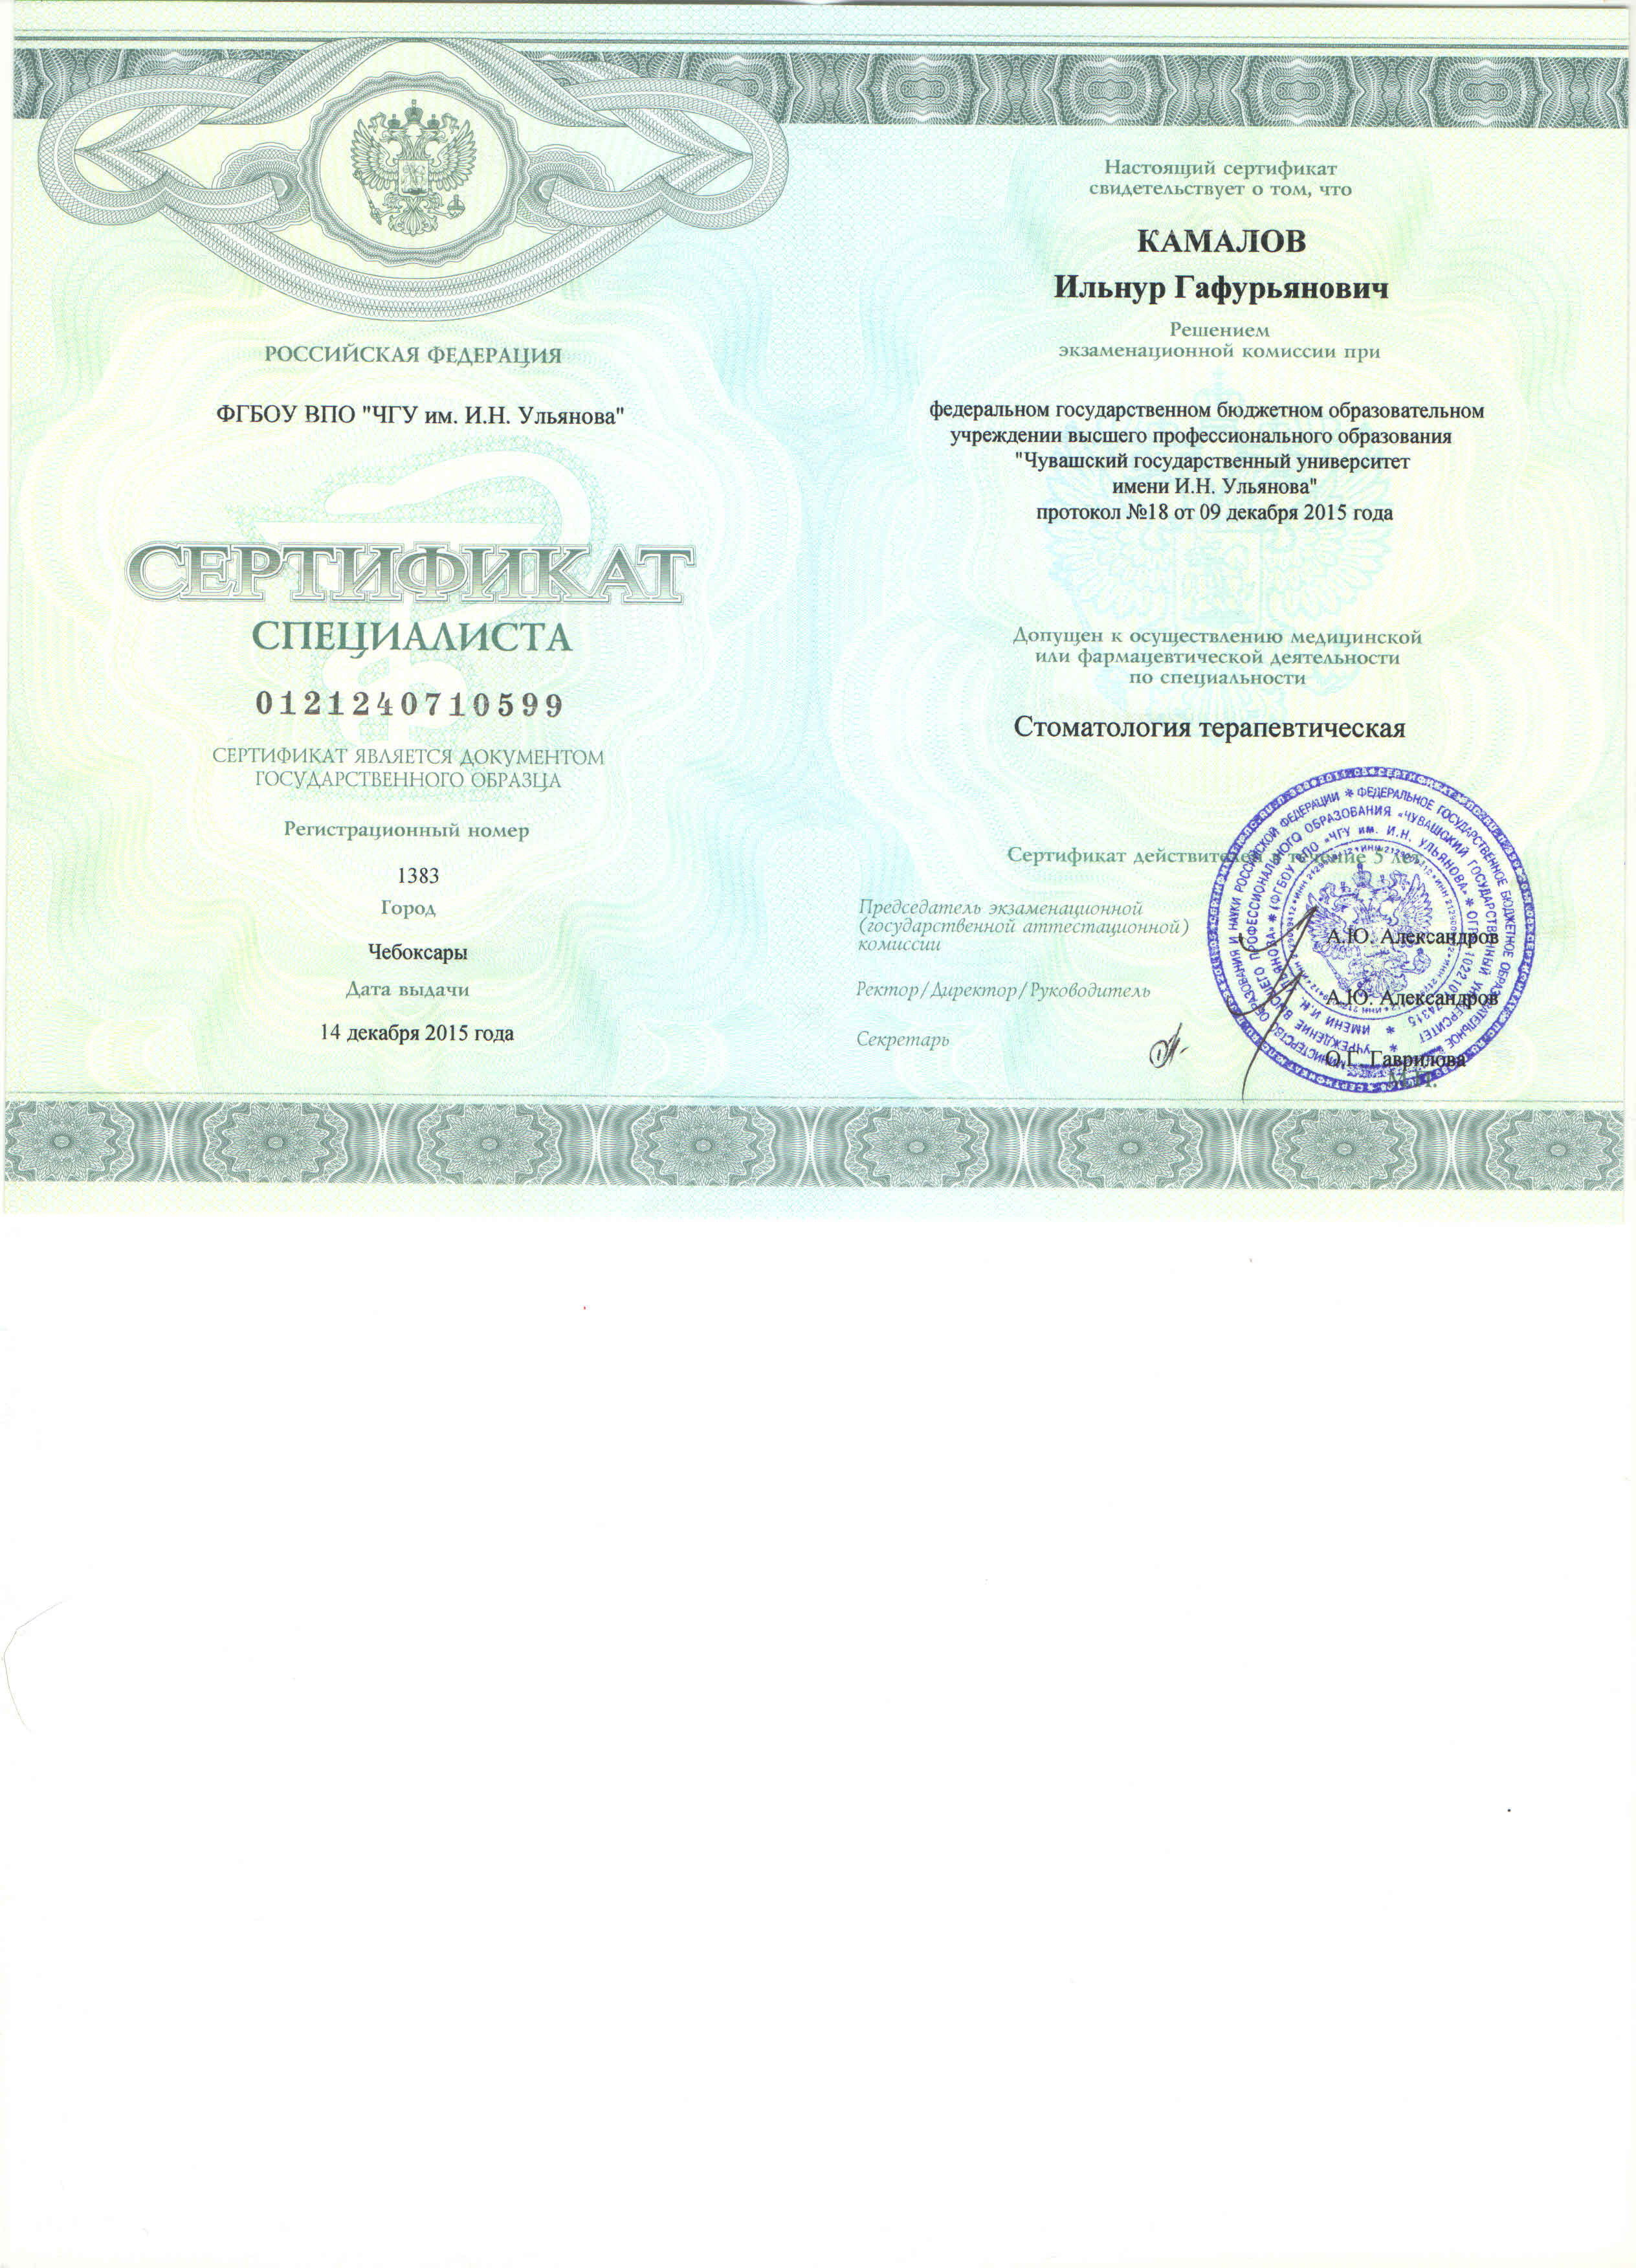 РОССИЙСКАЯ ФЕДЕРАЦИЯ
ФГБОУ ВПО "ЧГУ им. И.Н. Ульянова"
СЕРТИФИКАТ
СПЕЦИАЛИСТА
0121240710599
СЕРТИФИКАТ ЯВЛЯЕТСЯ ДОКУМЕНТОМ
ГОСУДАРСТВЕННОГО ОБРАЗЦА
Регистрационный номер
1383
Город
Чебоксары
Дата выдачи
14 декабря 2015 года
Настоящий сертификат
свидетельствует о том, что
КАМАЛОВ
Ильнур Гафурьянович
Решением
экзаменационной комиссии при
федеральном государственном бюджетном образовательном
учреждении высшего профессионального образования
"Чувашский государственный университет
имени И.Н. Ульянова"
протокол №18 от 09 декабря 2015 года
Допущен к осуществлению медицинской
или фармацевтической деятельности
по специальности
Стоматология терапевтическая
Сертификат действителен в течение 5 лет.
Председатель экзаменационной
(государственной аттестационной)
комиссии
А.Ю. Александров
Ректор/Директор/Руководитель
А.Ю. Александров
Секретарь
О.Г. Гаврилова
М.П.
ОБРАЗОВАНИЯ И НАУКИ РОССИЙСКОЙ ФЕДЕРАЦИИ * ФЕДЕРАЛЬНОЕ ГОСУДАРСТВЕННОЕ БЮДЖЕТНОЕ
УЧРЕЖДЕНИЕ ВЫСШЕГО ПРОФЕССИОНАЛЬНОГО ОБРАЗОВАНИЯ «ЧУВАШСКИЙ ГОСУДАРСТВЕННЫЙ УНИВЕРСИТЕТ
ИМЕНИ И.Н. УЛЬЯНОВА» * (ФГБОУ ВПО «ЧГУ им. И.Н. УЛЬЯНОВА» * ОГРН